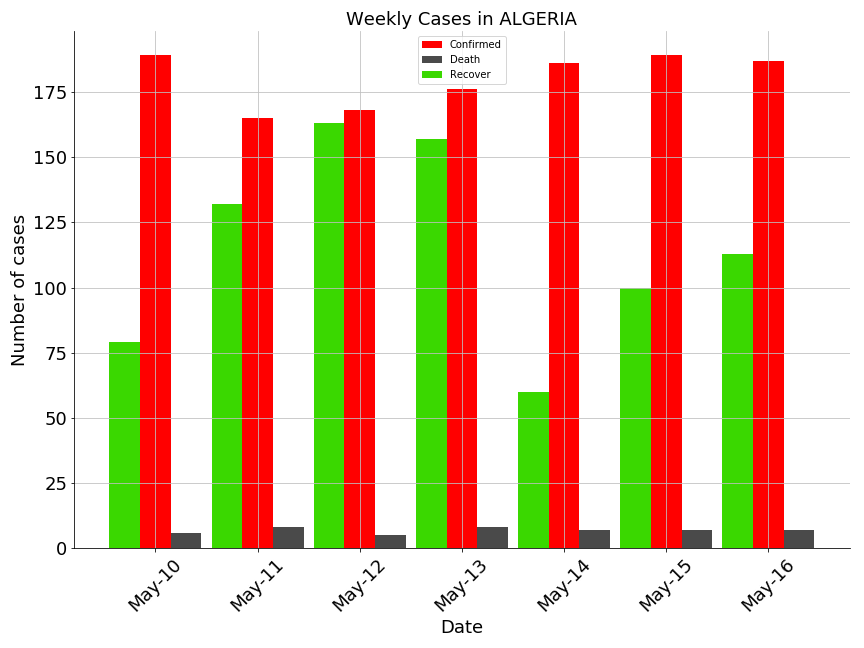 Weekly Cases in ALGERIA
Confirmed
Death
Recover
Number of cases
175
150
125
100
75
50
25
0
May-10
May-11
May-12
May-13
May-14
May-15
May-16
Date